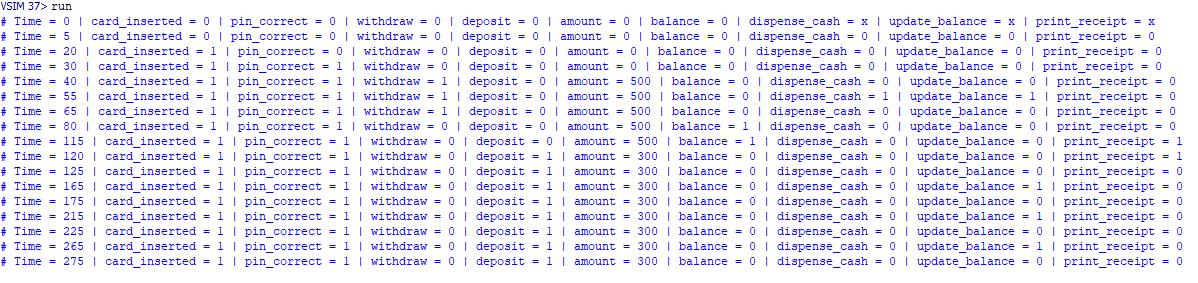 VSIM 37> run
# Time = 0 | card_inserted = 0 | pin_correct = 0 | withdraw = 0 | deposit = 0 | amount = 0 | balance = 0 | dispense_cash = x | update_balance = x | print_receipt = x
# Time = 5 | card_inserted = 0 | pin_correct = 0 | withdraw = 0 | deposit = 0 | amount = 0 | balance = 0 | dispense_cash = 0 | update_balance = 0 | print_receipt = 0
# Time = 20 | card_inserted = 1 | pin_correct = 0 | withdraw = 0 | deposit = 0 | amount = 0 | balance = 0 | dispense_cash = 0 | update_balance = 0 | print_receipt = 0
# Time = 30 | card_inserted = 1 | pin_correct = 1 | withdraw = 0 | deposit = 0 | amount = 0 | balance = 0 | dispense_cash = 0 | update_balance = 0 | print_receipt = 0
# Time = 40 | card_inserted = 1 | pin_correct = 1 | withdraw = 1 | deposit = 0 | amount = 500 | balance = 0 | dispense_cash = 0 | update_balance = 0 | print_receipt = 0
# Time = 55 | card_inserted = 1 | pin_correct = 1 | withdraw = 1 | deposit = 0 | amount = 500 | balance = 0 | dispense_cash = 1 | update_balance = 1 | print_receipt = 0
# Time = 65 | card_inserted = 1 | pin_correct = 1 | withdraw = 1 | deposit = 0 | amount = 500 | balance = 0 | dispense_cash = 0 | update_balance = 0 | print_receipt = 0
# Time = 80 | card_inserted = 1 | pin_correct = 1 | withdraw = 0 | deposit = 0 | amount = 500 | balance = 1 | dispense_cash = 0 | update_balance = 0 | print_receipt = 0
# Time = 115 | card_inserted = 1 | pin_correct = 1 | withdraw = 0 | deposit = 0 | amount = 500 | balance = 1 | dispense_cash = 0 | update_balance = 0 | print_receipt = 1
# Time = 120 | card_inserted = 1 | pin_correct = 1 | withdraw = 0 | deposit = 1 | amount = 300 | balance = 0 | dispense_cash = 0 | update_balance = 0 | print_receipt = 1
# Time = 125 | card_inserted = 1 | pin_correct = 1 | withdraw = 0 | deposit = 1 | amount = 300 | balance = 0 | dispense_cash = 0 | update_balance = 0 | print_receipt = 0
# Time = 165 | card_inserted = 1 | pin_correct = 1 | withdraw = 0 | deposit = 1 | amount = 300 | balance = 0 | dispense_cash = 0 | update_balance = 1 | print_receipt = 0
# Time = 175 | card_inserted = 1 | pin_correct = 1 | withdraw = 0 | deposit = 1 | amount = 300 | balance = 0 | dispense_cash = 0 | update_balance = 0 | print_receipt = 0
# Time = 215 | card_inserted = 1 | pin_correct = 1 | withdraw = 0 | deposit = 1 | amount = 300 | balance = 0 | dispense_cash = 0 | update_balance = 1 | print_receipt = 0
# Time = 225 | card_inserted = 1 | pin_correct = 1 | withdraw = 0 | deposit = 1 | amount = 300 | balance = 0 | dispense_cash = 0 | update_balance = 0 | print_receipt = 0
# Time = 265 | card_inserted = 1 | pin_correct = 1 | withdraw = 0 | deposit = 1 | amount = 300 | balance = 0 | dispense_cash = 0 | update_balance = 1 | print_receipt = 0
# Time = 275 | card_inserted = 1 | pin_correct = 1 | withdraw = 0 | deposit = 1 | amount = 300 | balance = 0 | dispense_cash = 0 | update_balance = 0 | print_receipt = 0